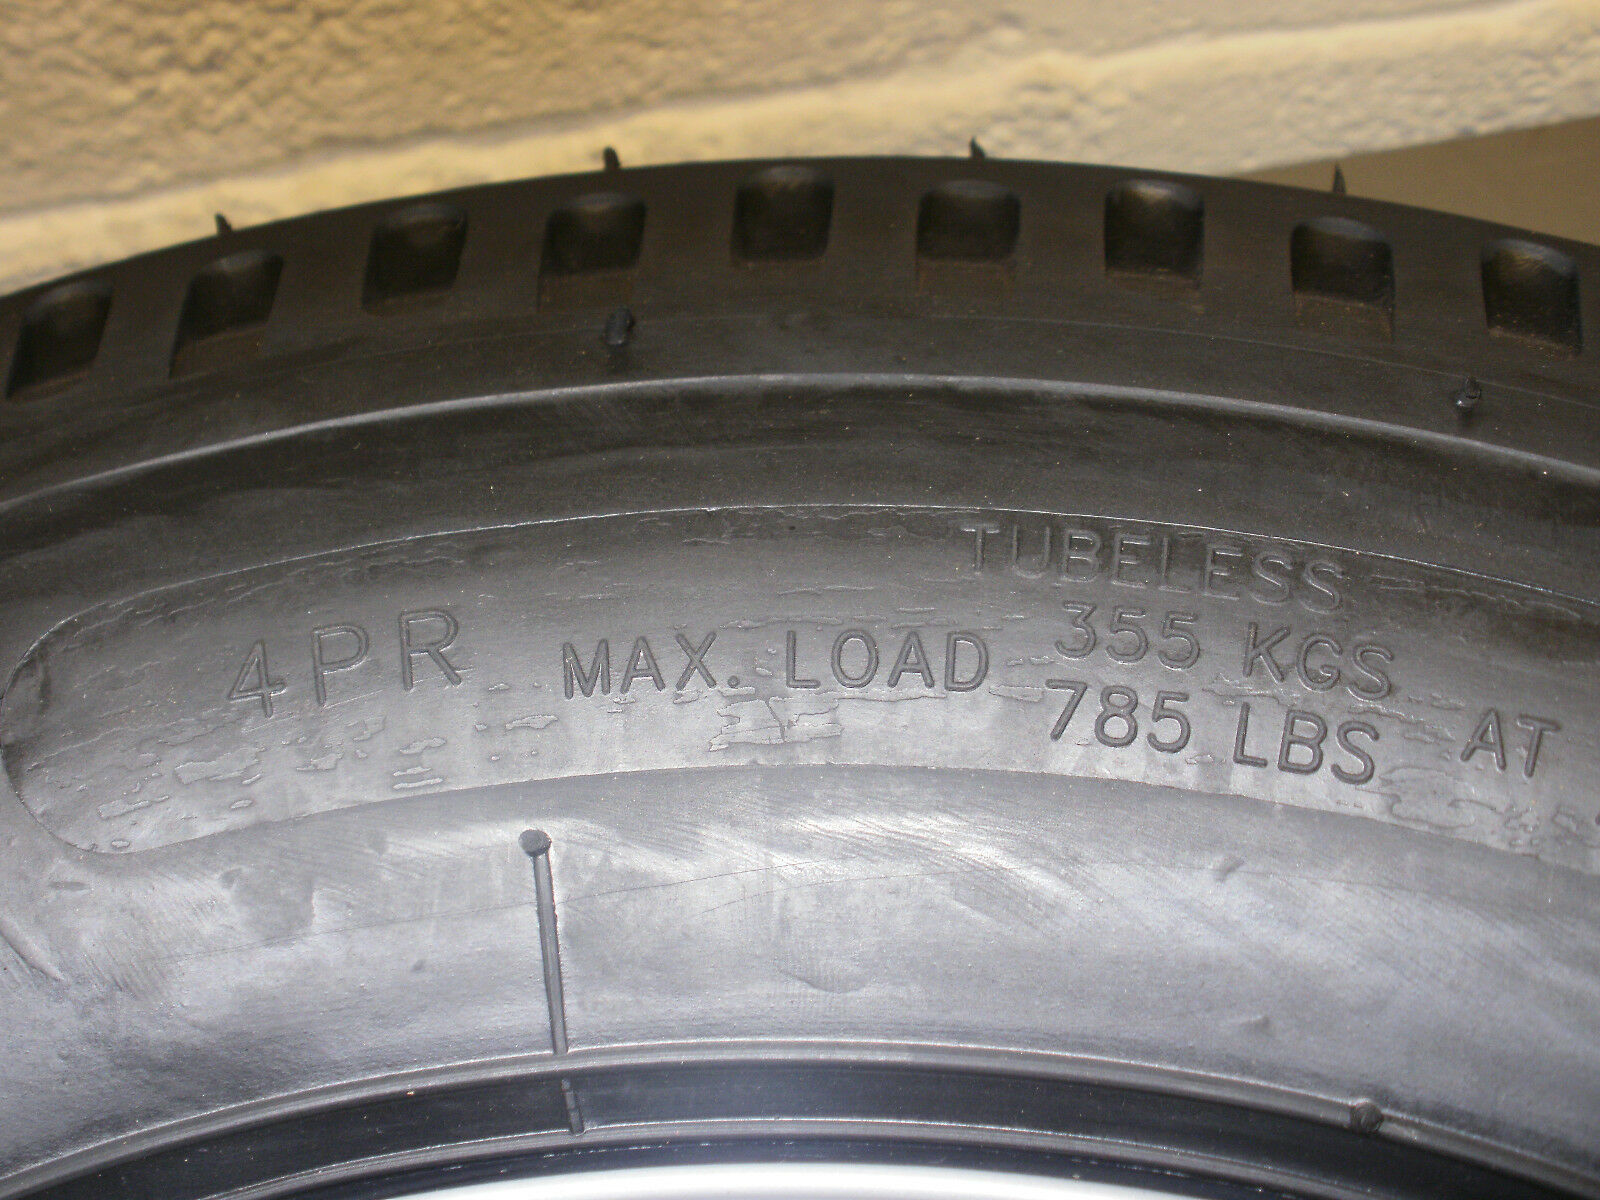 TUBELESS
4PR MAX. LOAD 355 KGS
785 LBS AT